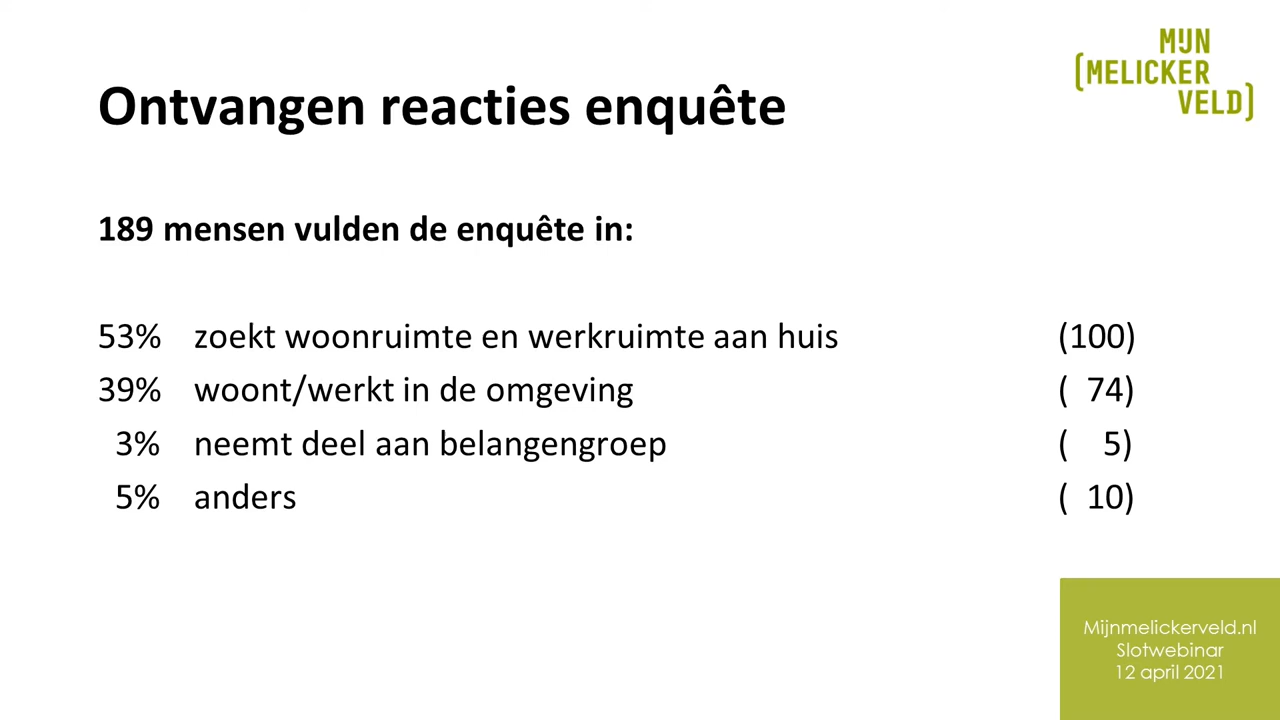 MIJN
(MELICKER
VELD)
Ontvangen reacties enquête
189 mensen vulden de enquête in:
53% zoekt woonruimte en werkruimte aan huis (100)
39% woont/werkt in de omgeving ( 74)
3% neemt deel aan belangengroep ( 5)
5% anders ( 10)
Mijnmelickerveld.nl
Slotwebinar
12 april 2021